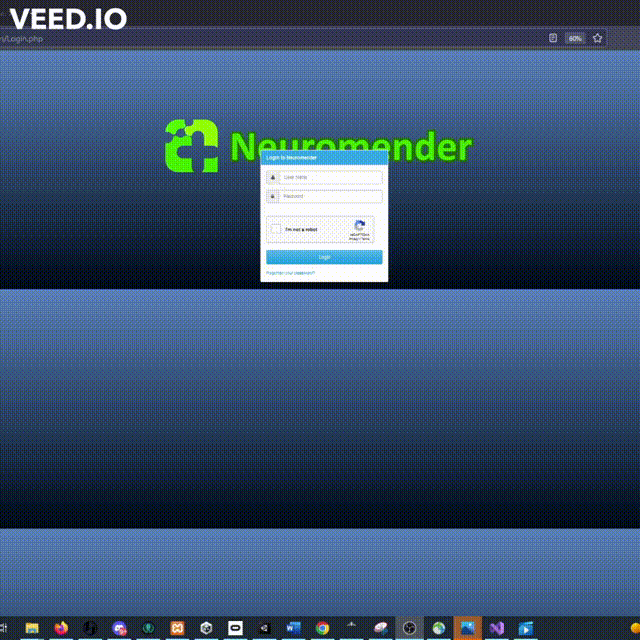 VEED.IO
n/Login.php
60%
Neuromender
Login to Neuromender
User name
Password
I'm not a robot
reCAPTCHA
Privacy - Terms
Login
Forgotten your password?